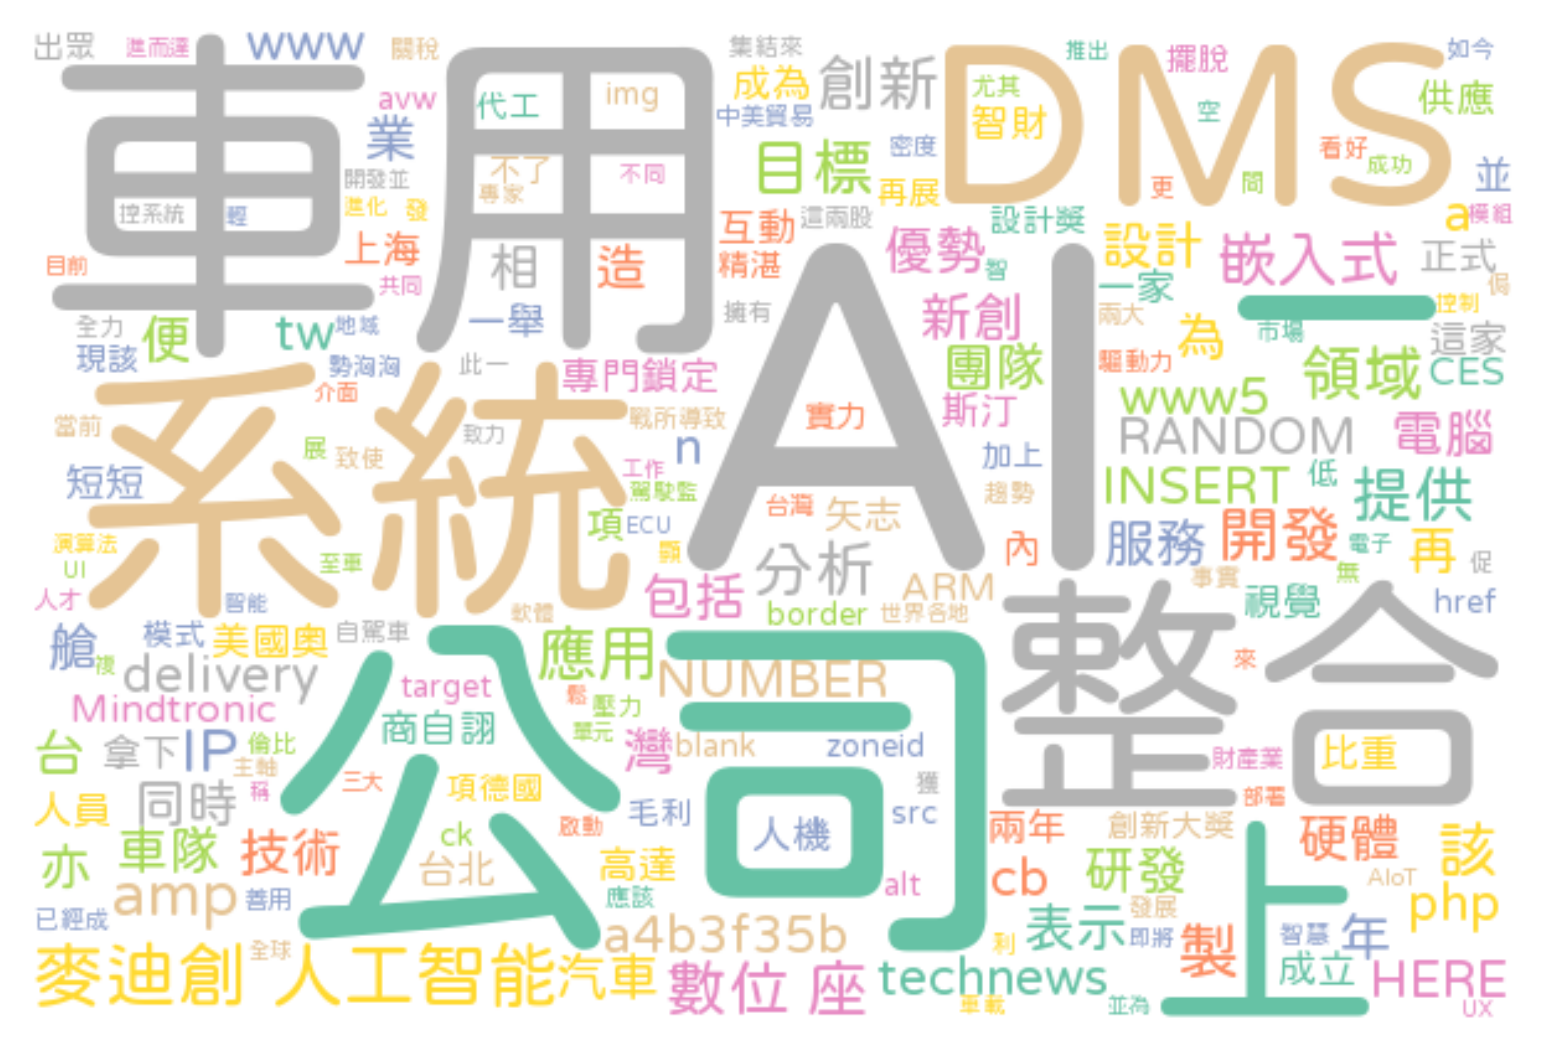 出眾 進而達 www 關稅 集結來 推出 擺脫 如今
車用 avw 代工 img 成為 創新 DMS 尤其 供應
業 中美貿易 智財 空 看好 成功
開發並 不了 不同 目標 密度 更 間 並
控系統 輕 進化 發 專家 再展 a 模組
上海 互動 這兩股 設計獎 設計 嵌入式 正式
目前 共同 相 造 精湛 優勢 智 一家 控制 侷
全力 便 tw 地域 一舉 擁有 新創 兩大 為 一 市場 這家
現該 勢洶洶 此一 專門鎖定 AI 團隊 驅動力 領域 CES
系統 介面 戰所導致 實力 斯汀 www5
當前 展 致使 致力 n 加上 RANDOM 電腦
短短 工作 駕駛監 台灣 矢志 趨勢 INSERT 低 提供
演算法 至車 項 ECU 顆 內 服務 開發 電子 再
UI 分析 事實 無 促
人才 智能 軟體 包括 border ARM 世界各地 視覺 href
艙 模式 美國奧 自駕車 應用 整合 來
複 delivery target 鬆 NUMBER
Mindtronic 商自詡 壓力 公司
台 拿下 IP 倫比 單元 灣 blank zoneid 財產業 比重
主軸 三大 項德國 獲
人員 同時 稱 毛利 src 部署
亦 車隊 技術 ck 啟動 人機 兩年 創新大獎 硬體 該
amp 台北 高達 alt cb 研發 AIoT php
已經成 善用 應該 a4b3f35b 表示 發展 上
全球 利 即將 製 智慧 年
麥迪創 人工智能 汽車 數位 座 technews 成立 HERE
車載 並為 UX